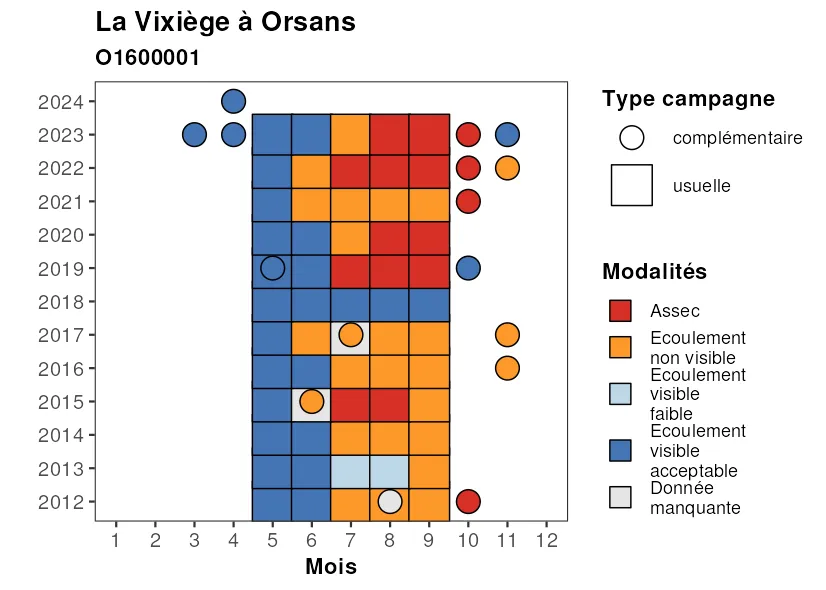 La Vixiège à Orsans
O1600001
2024
2023
2022
2021
2020
2019
2018
2017
2016
2015
2014
2013
2012
1 2 3 4 5 6 7 8 9 10 11 12
Mois
Type campagne
complémentaire
usuelle
Modalités
Assec
Ecoulement
non visible
Ecoulement
visible
faible
Ecoulement
visible
acceptable
Donnée
manquante